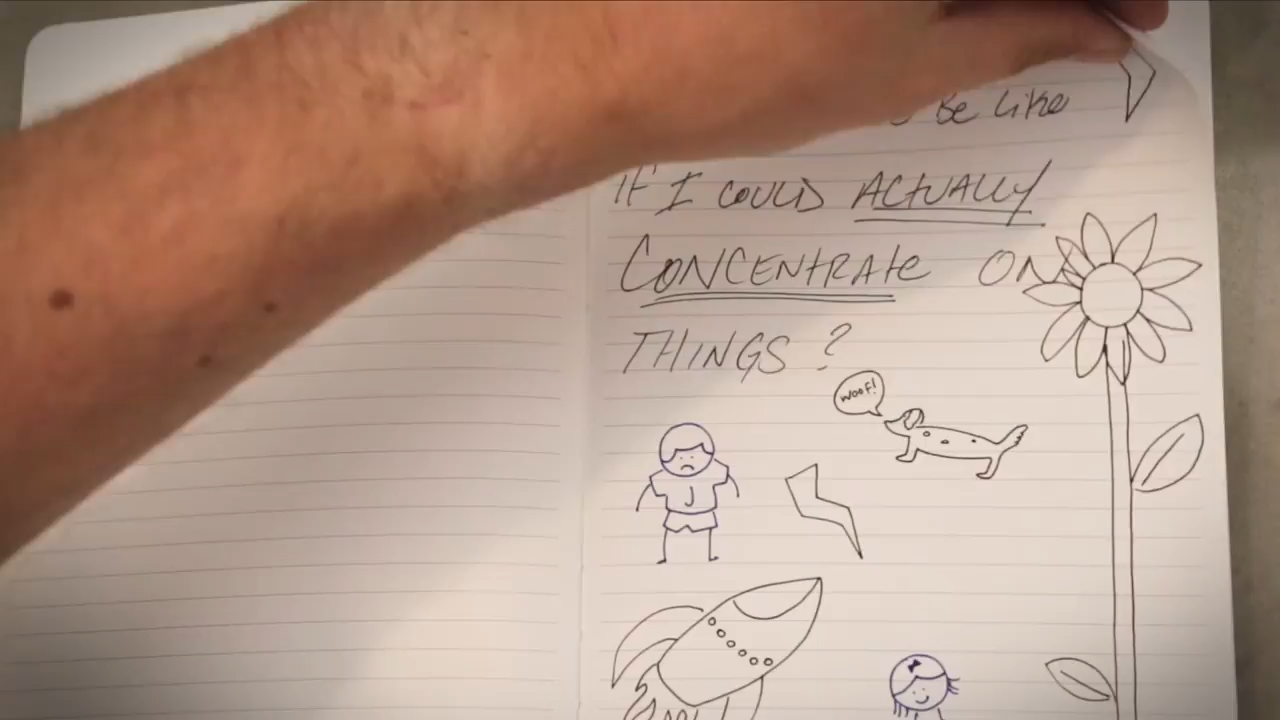 Be Like
If I could ACTUALLY
CONCENTRATE ON
THINGS?
WOOF!
J